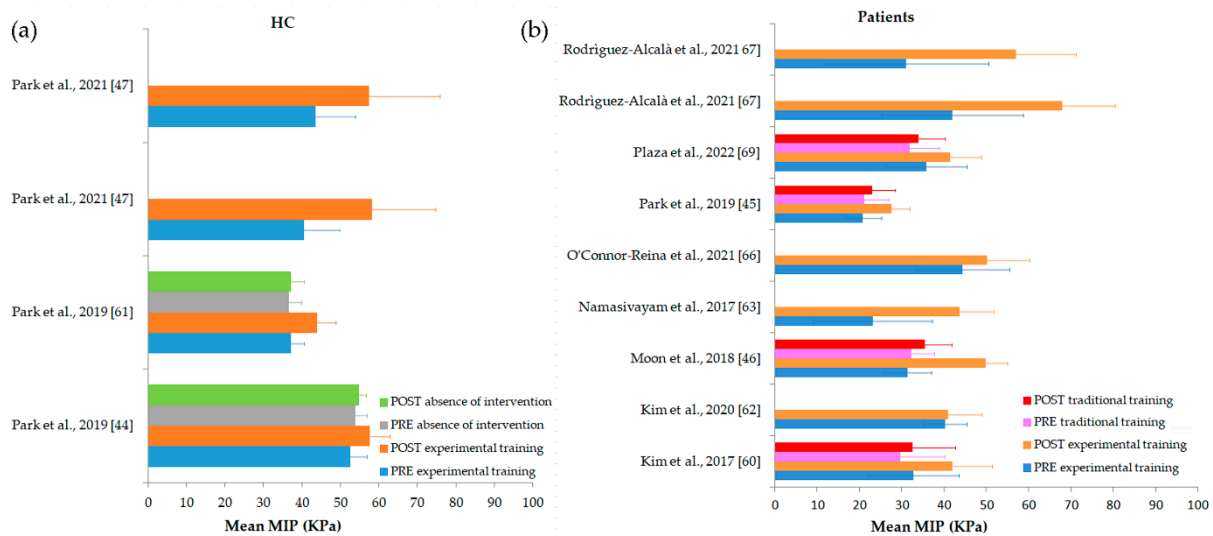 (a)
HC
Park et al., 2021 [47]
Park et al., 2021 [47]
Park et al., 2019 [61]
Park et al., 2019 [44]
POST absence of intervention
PRE absence of intervention
POST experimental training
PRE experimental training
0 10 20 30 40 50 60 70 80 90 100
Mean MIP (KPa)
(b)
Patients
Rodrìguez-Alcalà et al., 2021 67]
Rodrìguez-Alcalà et al., 2021 [67]
Plaza et al., 2022 [69]
Park et al., 2019 [45]
O'Connor-Reina et al., 2021 [66]
Namasivayam et al., 2017 [63]
Moon et al., 2018 [46]
Kim et al., 2020 [62]
Kim et al., 2017 [60]
POST traditional training
PRE traditional training
POST experimental training
PRE experimental training
0 10 20 30 40 50 60 70 80 90 100
Mean MIP (KPa)